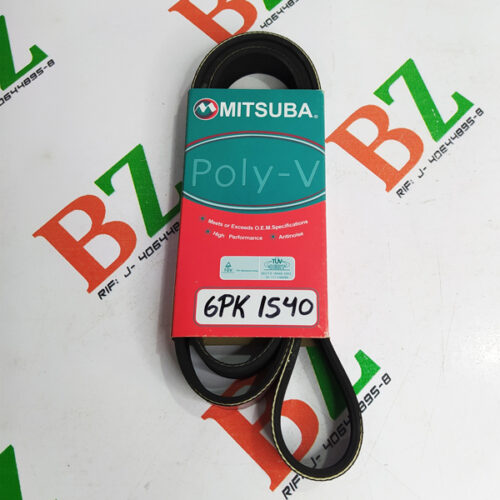 MITSUBA®
Poly-V
Meets or Exceeds O.E.M. Specifications
High Performance
Antinoise
TÜV
6PK 1540
BZ
RIF: J- 40644895-8
BZ
RIF: J- 40644895-8
BZ
RIF: J- 40644895-8